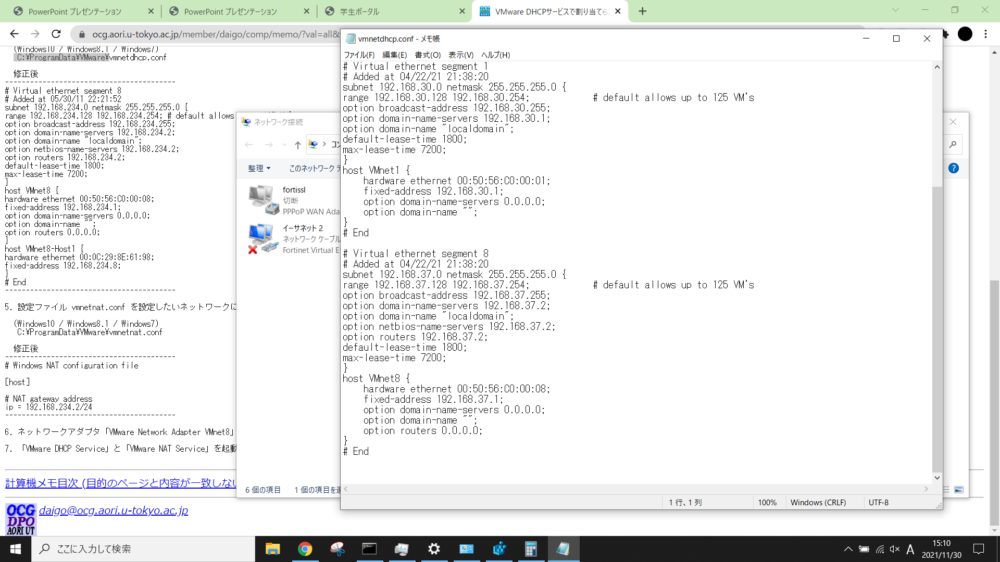 PowerPoint プレゼンテーション
PowerPoint プレゼンテーション
学生ポータル
VMware DHCPサービスで割り当てら
ocg.aori.u-tokyo.ac.jp/member/daigo/comp/memo/?val=all&
(Windows10 / Windows8.1 / Windows7)
C:¥ProgramData¥VMware¥vmnetdhcp.conf
修正後
-----------------------------------------
# Virtual ethernet segment 8
# Added at 05/30/11 22:21:52
subnet 192.168.234.0 netmask 255.255.255.0 {
range 192.168.234.128 192.168.234.254; # default allows
option broadcast-address 192.168.234.255;
option domain-name-servers 192.168.234.2;
option domain-name "localdomain";
option netbios-name-servers 192.168.234.2;
option routers 192.168.234.2;
default-lease-time 1800;
max-lease-time 7200;
}
host VMnet8 {
hardware ethernet 00:50:56:C0:00:08;
fixed-address 192.168.234.1;
option domain-name-servers 0.0.0.0;
option domain-name "";
option routers 0.0.0.0;
}
host VMnet8-Host1 {
hardware ethernet 00:0C:29:8E:61:98;
fixed-address 192.168.234.8;
}
# End
-----------------------------------------
5. 設定ファイル vmnetnat.conf を設定したいネットワークに
(Windows10 / Windows8.1 / Windows7)
C:¥ProgramData¥VMware¥vmnetnat.conf
修正後
-----------------------------------------
# Windows NAT configuration file
[host]
# NAT gateway address
ip = 192.168.234.2/24
-----------------------------------------
6. ネットワークアダプタ「VMware Network Adapter VMnet8」
7. 「VMware DHCP Service」と「VMware NAT Service」を起動
計算機メモ目次 (目的のページと内容が一致しない
OCG
DPO
AORI UT
daigo@ocg.aori.u-tokyo.ac.jp
ネットワーク接続
コン
整理
このネットワーク デ
fortissl
切断
PPPoP WAN Ada
イーサネット 2
ネットワーク ケーブル
Fortinet Virtual E
6 個の項目
1 個の項目を選
vmnetdhcp.conf - メモ帳
ファイル(F) 編集(E) 書式(O) 表示(V) ヘルプ(H)
# Virtual ethernet segment 1
# Added at 04/22/21 21:38:20
subnet 192.168.30.0 netmask 255.255.255.0 {
range 192.168.30.128 192.168.30.254; # default allows up to 125 VM's
option broadcast-address 192.168.30.255;
option domain-name-servers 192.168.30.1;
option domain-name "localdomain";
default-lease-time 1800;
max-lease-time 7200;
}
host VMnet1 {
hardware ethernet 00:50:56:C0:00:01;
fixed-address 192.168.30.1;
option domain-name-servers 0.0.0.0;
option domain-name "";
}
# End
# Virtual ethernet segment 8
# Added at 04/22/21 21:38:20
subnet 192.168.37.0 netmask 255.255.255.0 {
range 192.168.37.128 192.168.37.254; # default allows up to 125 VM's
option broadcast-address 192.168.37.255;
option domain-name-servers 192.168.37.2;
option domain-name "localdomain";
option netbios-name-servers 192.168.37.2;
option routers 192.168.37.2;
default-lease-time 1800;
max-lease-time 7200;
}
host VMnet8 {
hardware ethernet 00:50:56:C0:00:08;
fixed-address 192.168.37.1;
option domain-name-servers 0.0.0.0;
option domain-name "";
option routers 0.0.0.0;
}
# End
1 行、1 列
100%
Windows (CRLF)
UTF-8
ここに入力して検索
A
15:10
2021/11/30